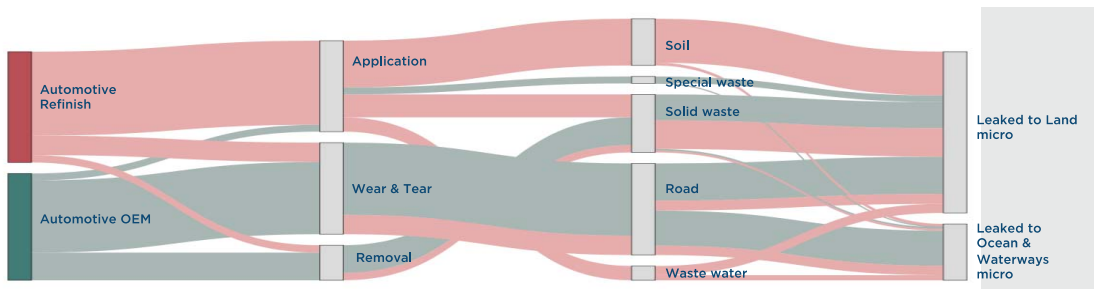 Automotive
Refinish
Automotive OEM
Application
Wear & Tear
Removal
Soil
Special waste
Solid waste
Road
Waste water
Leaked to Land
micro
Leaked to
Ocean &
Waterways
micro